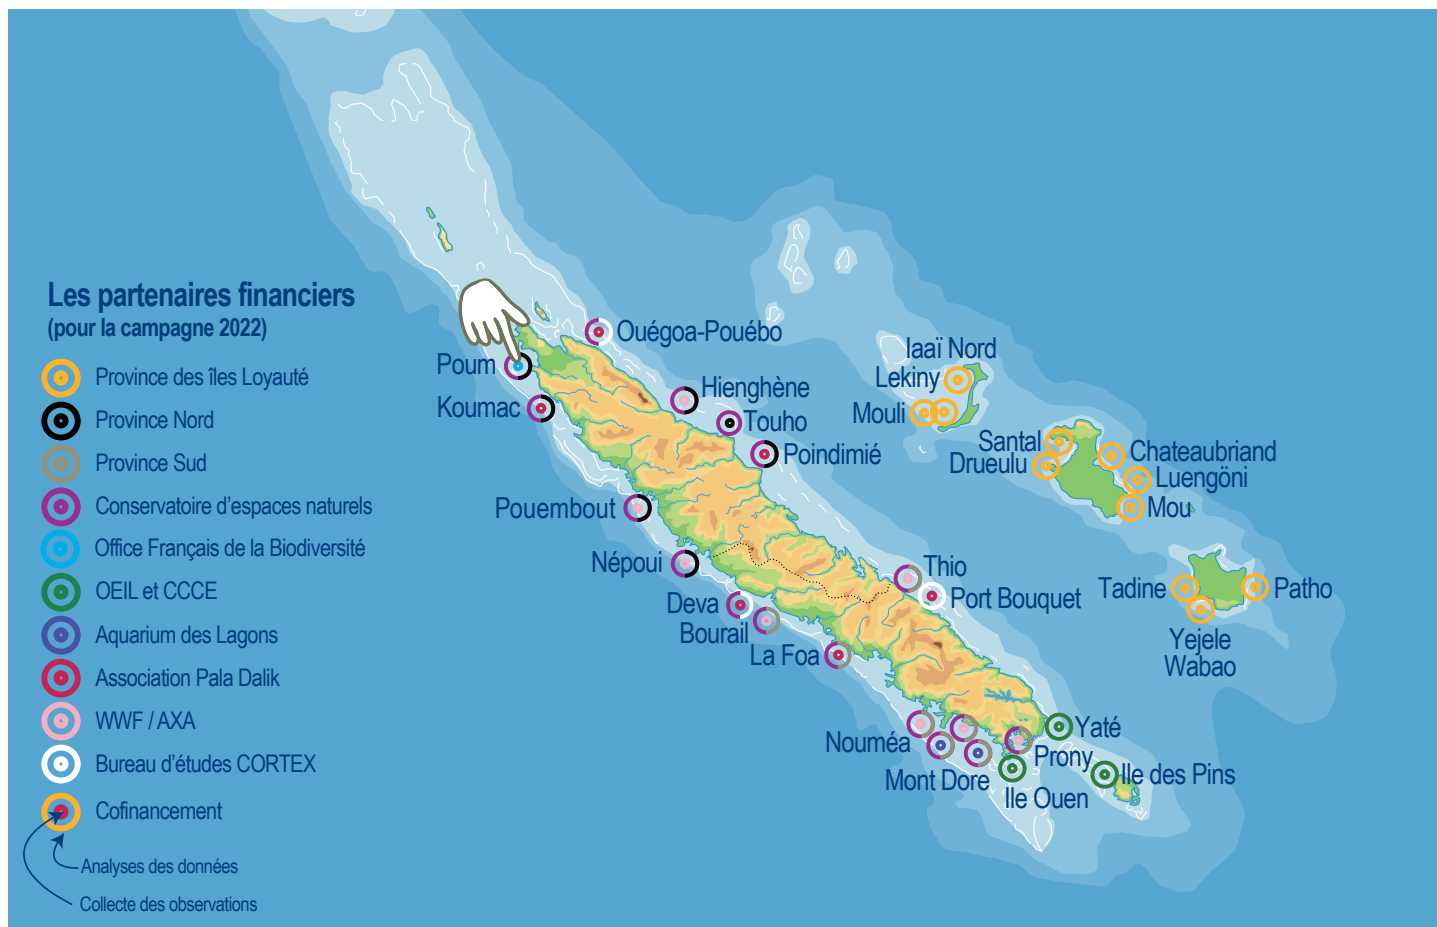 Les partenaires financiers
(pour la campagne 2022)
Province des îles Loyauté
Province Nord
Province Sud
Conservatoire d'espaces naturels
Office Français de la Biodiversité
OEIL et CCCE
Aquarium des Lagons
Association Pala Dalik
WWF / AXA
Bureau d'études CORTEX
Cofinancement
Analyses des données
Collecte des observations
Ouégoa-Pouébo
Poum
Koumac
Hienghène
Touho
Poindimié
Pouembout
Népoui
Deva
Bourail
La Foa
Thio
Port Bouquet
Nouméa
Mont Dore
Prony
Ile Ouen
Yaté
Ile des Pins
Iaaï Nord
Lekiny
Mouli
Santal
Drueulu
Chateaubriand
Luengöni
Mou
Tadine
Patho
Yejele
Wabao